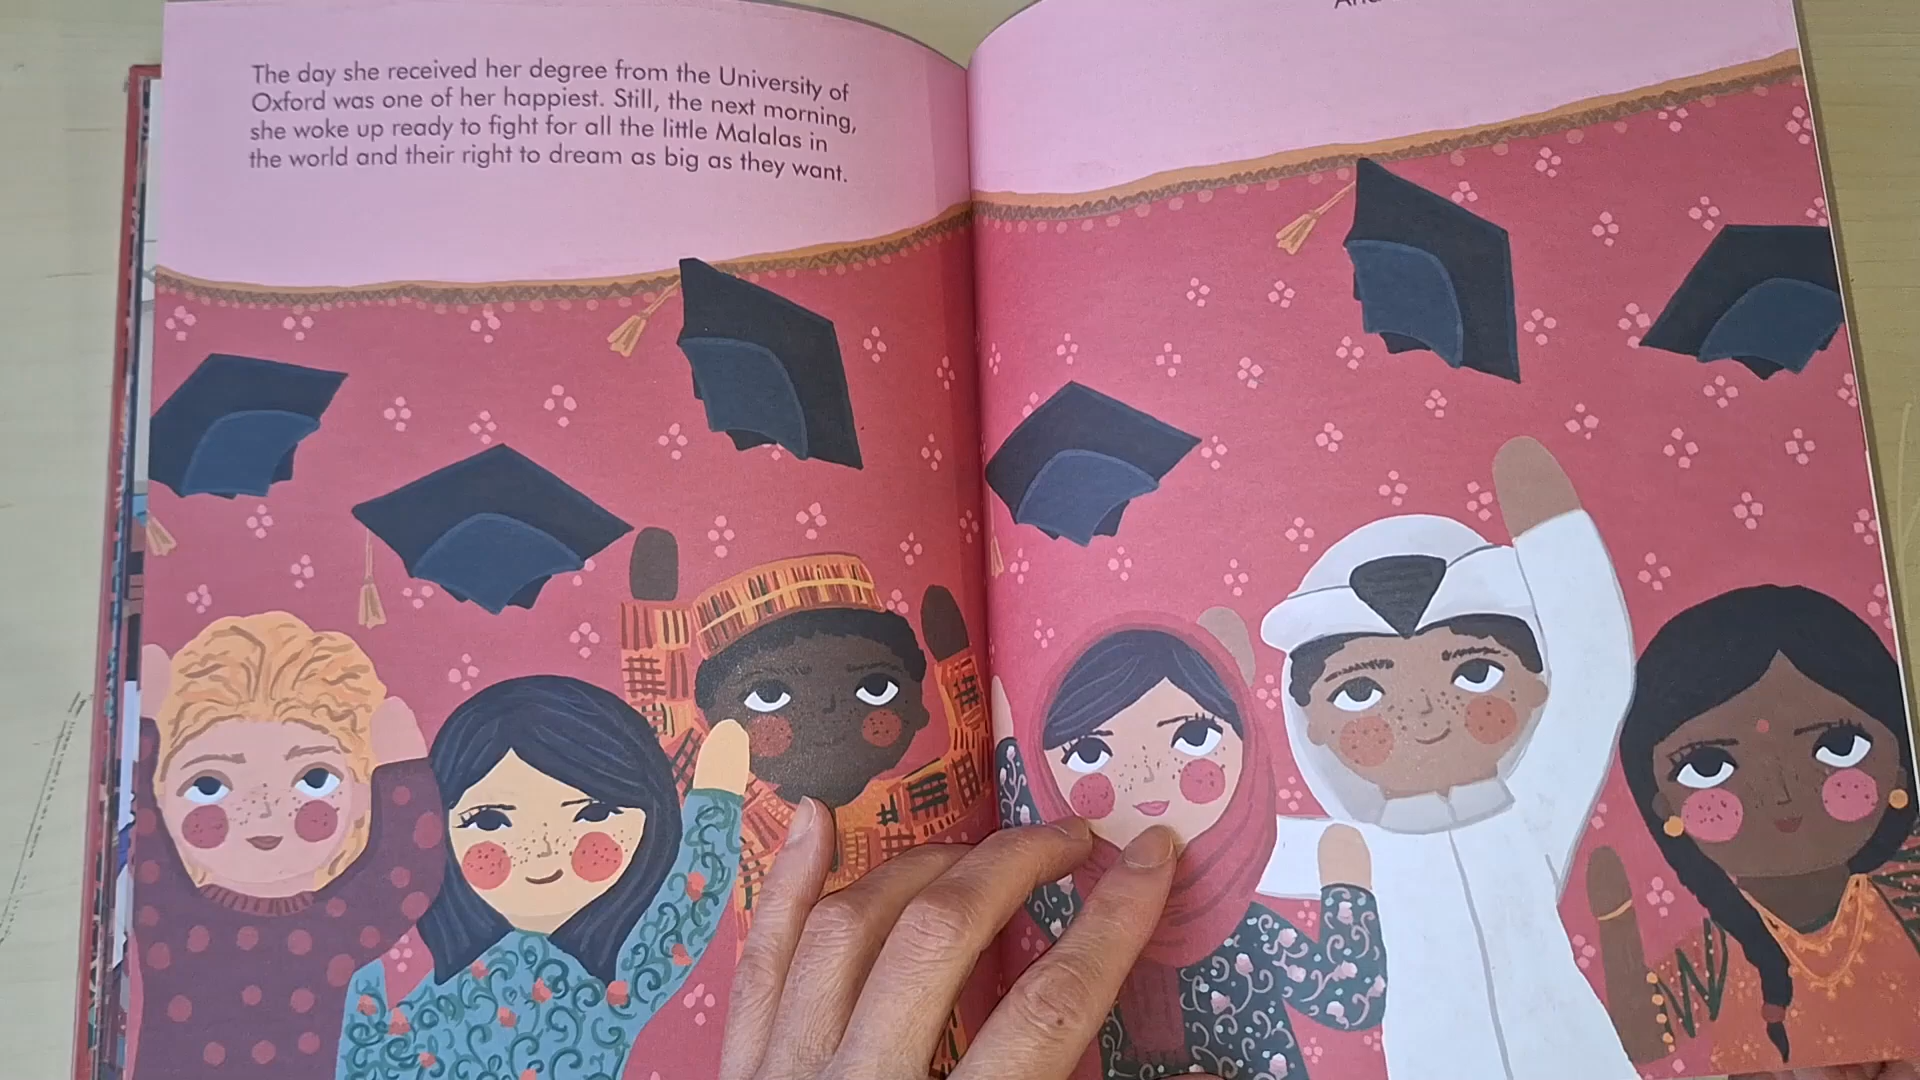 The day she received her degree from the University of
Oxford was one of her happiest. Still, the next morning,
she woke up ready to fight for all the little Malalas in
the world and their right to dream as big as they want.